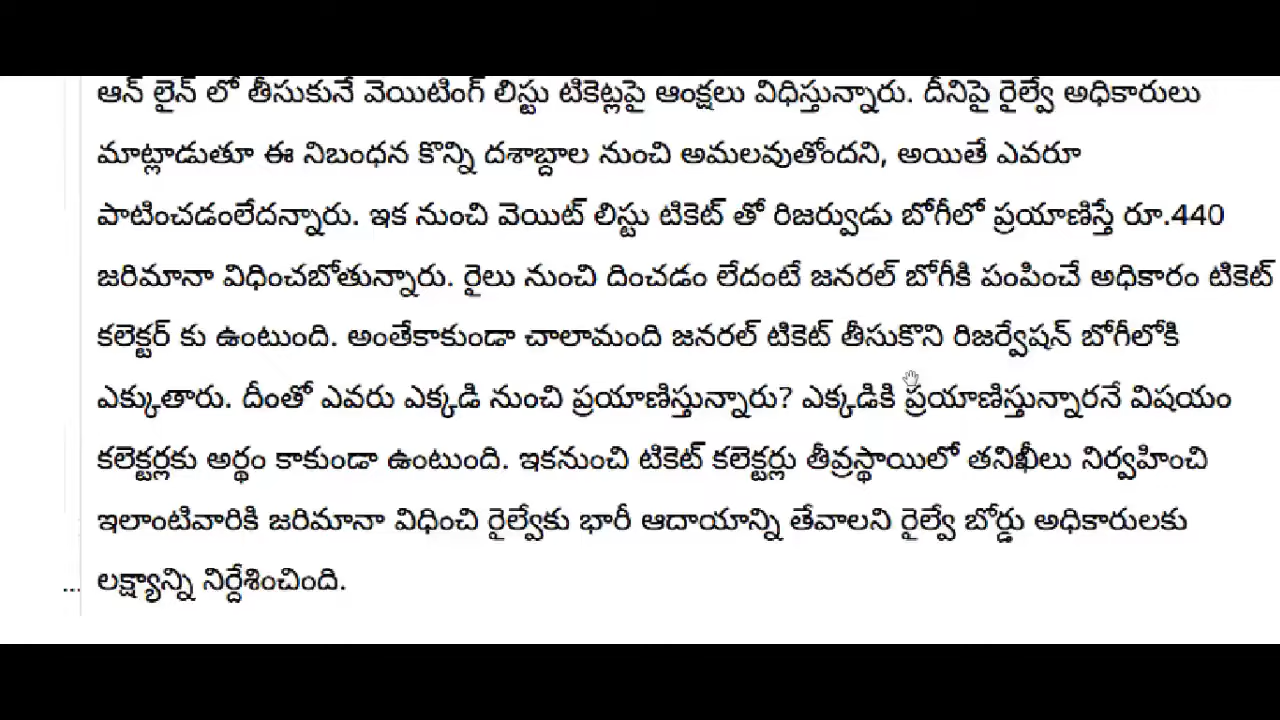 ఆన్ లైన్ లో తీసుకునే వెయిటింగ్ లిస్టు టికెట్లపై ఆంక్షలు విధిస్తున్నారు. దీనిపై రైల్వే అధికారులు
మాట్లాడుతూ ఈ నిబంధన కొన్ని దశాబ్దాల నుంచి అమలవుతోందని, అయితే ఎవరూ
పాటించడంలేదన్నారు. ఇక నుంచి వెయిట్ లిస్టు టికెట్ తో రిజర్వుడు బోగీలో ప్రయాణిస్తే రూ.440
జరిమానా విధించబోతున్నారు. రైలు నుంచి దించడం లేదంటే జనరల్ బోగీకి పంపించే అధికారం టికెట్
కలెక్టర్ కు ఉంటుంది. అంతేకాకుండా చాలామంది జనరల్ టికెట్ తీసుకొని రిజర్వేషన్ బోగీలోకి
ఎక్కుతారు. దీంతో ఎవరు ఎక్కడి నుంచి ప్రయాణిస్తున్నారు? ఎక్కడికి ప్రయాణిస్తున్నారనే విషయం
కలెక్టర్లకు అర్థం కాకుండా ఉంటుంది. ఇకనుంచి టికెట్ కలెక్టర్లు తీవ్రస్థాయిలో తనిఖీలు నిర్వహించి
ఇలాంటివారికి జరిమానా విధించి రైల్వేకు భారీ ఆదాయాన్ని తేవాలని రైల్వే బోర్డు అధికారులకు
... లక్ష్యాన్ని నిర్దేశించింది.